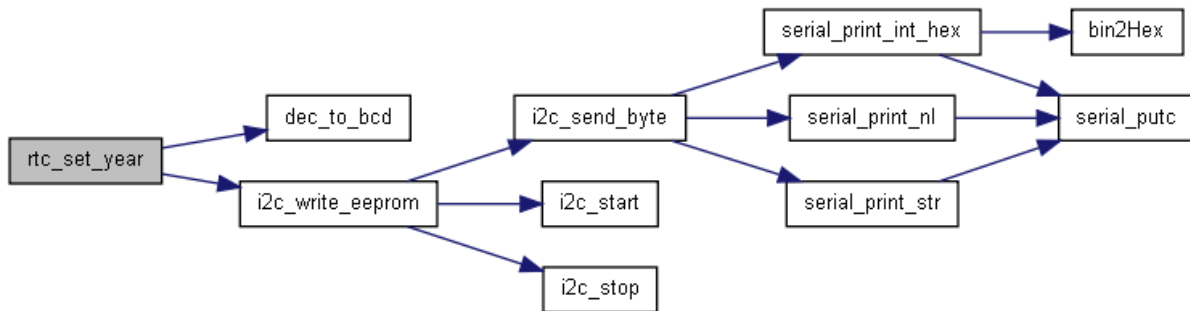 serial_print_int_hex
bin2Hex
dec_to_bcd
i2c_send_byte
serial_print_nl
serial_putc
rtc_set_year
i2c_write_eeprom
i2c_start
serial_print_str
i2c_stop